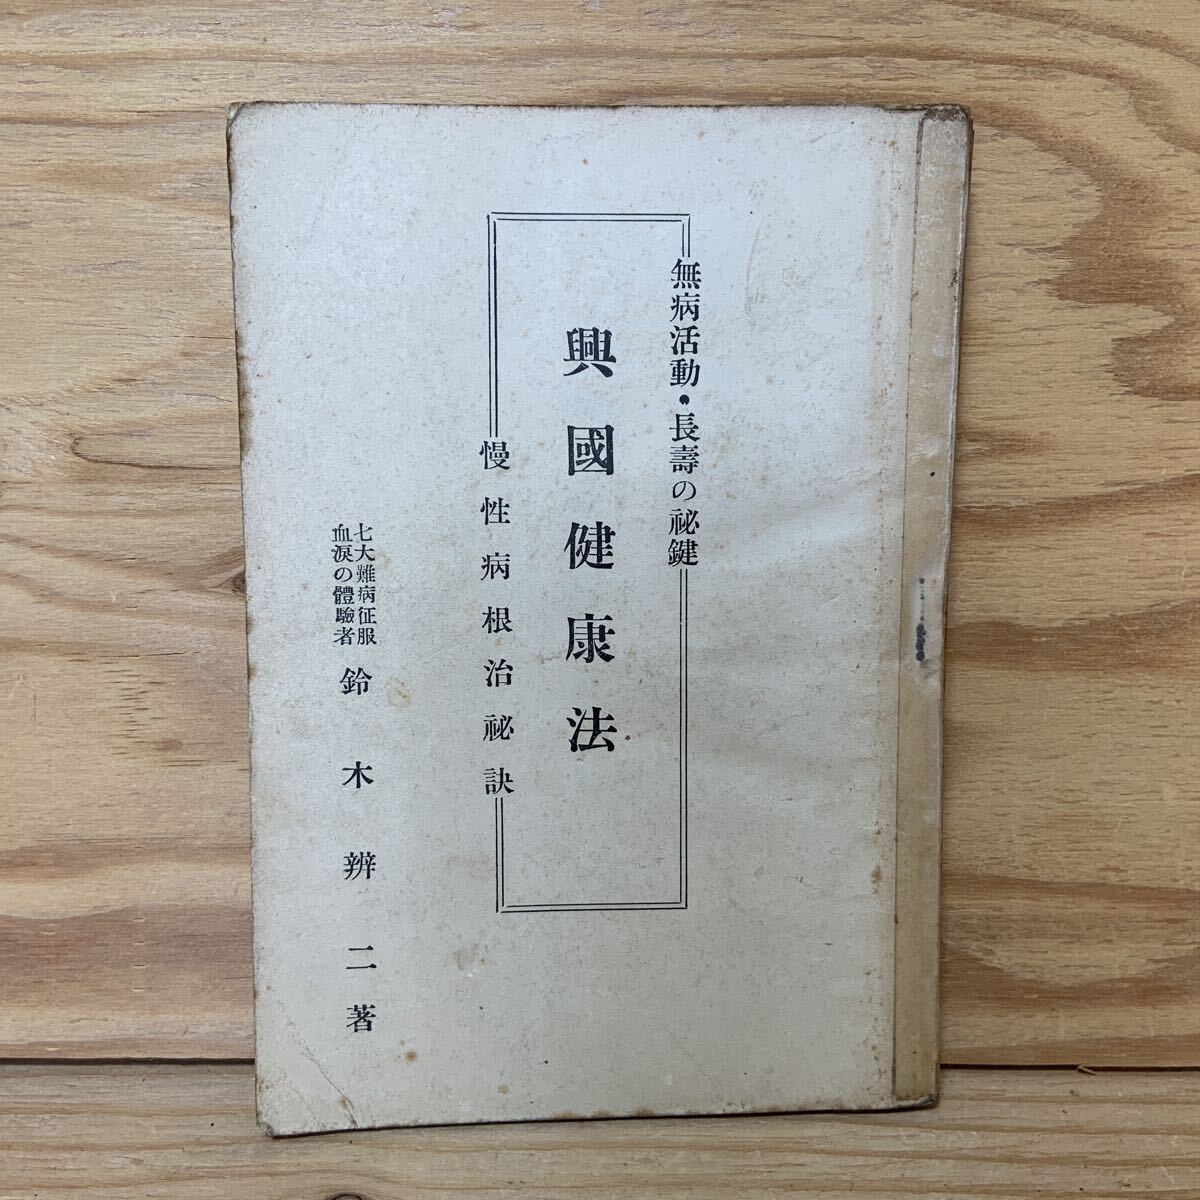 無病活動・長壽の祕鍵
興國健康法
慢性病根治祕訣
七大難病征服
血淚の體驗者
鈴木辨二著